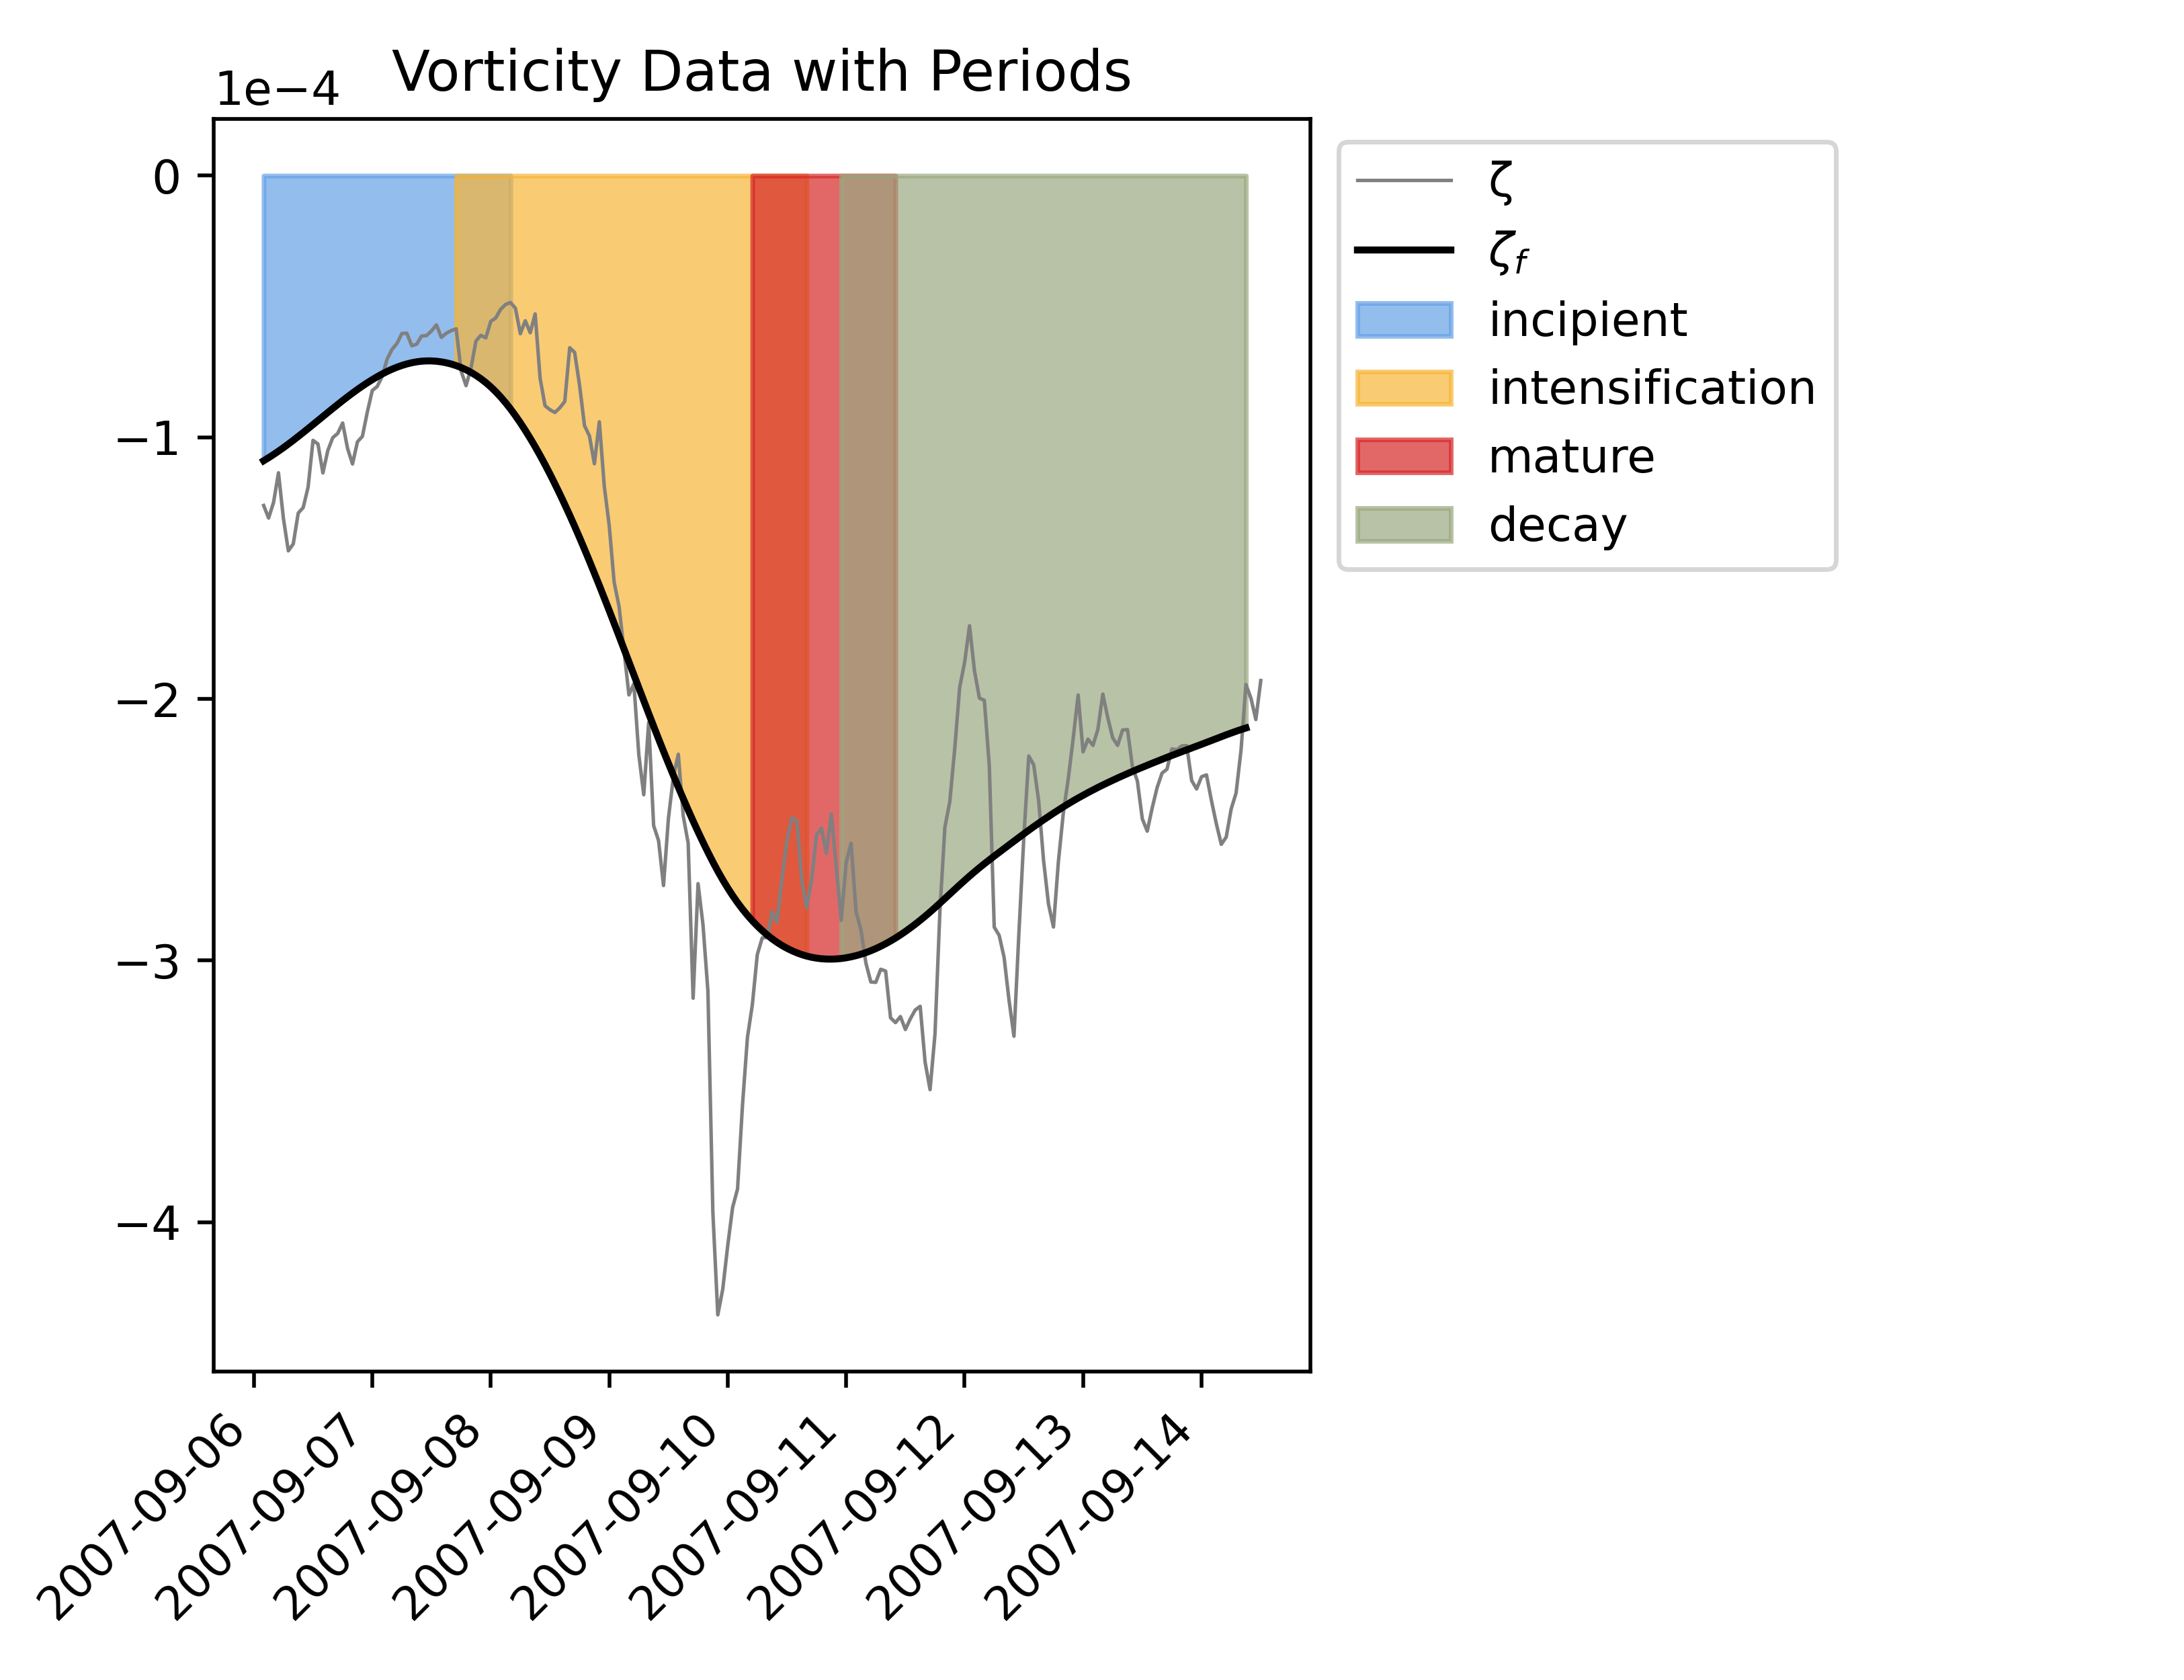 Vorticity Data with Periods
1e−4
0
−1
−2
−3
−4
2007-09-06
2007-09-07
2007-09-08
2007-09-09
2007-09-10
2007-09-11
2007-09-12
2007-09-13
2007-09-14
ζ
ζf
incipient
intensification
mature
decay